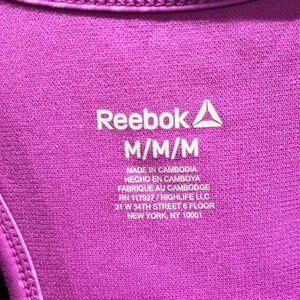 Reebok
M/M/M
MADE IN CAMBODIA
HECHO EN CAMBOYA
FABRIQUÉ AU CAMBODGE
RN 117927 / HIGHLIFE LLC
31 W 34TH STREET 6 FLOOR
NEW YORK, NY 10001